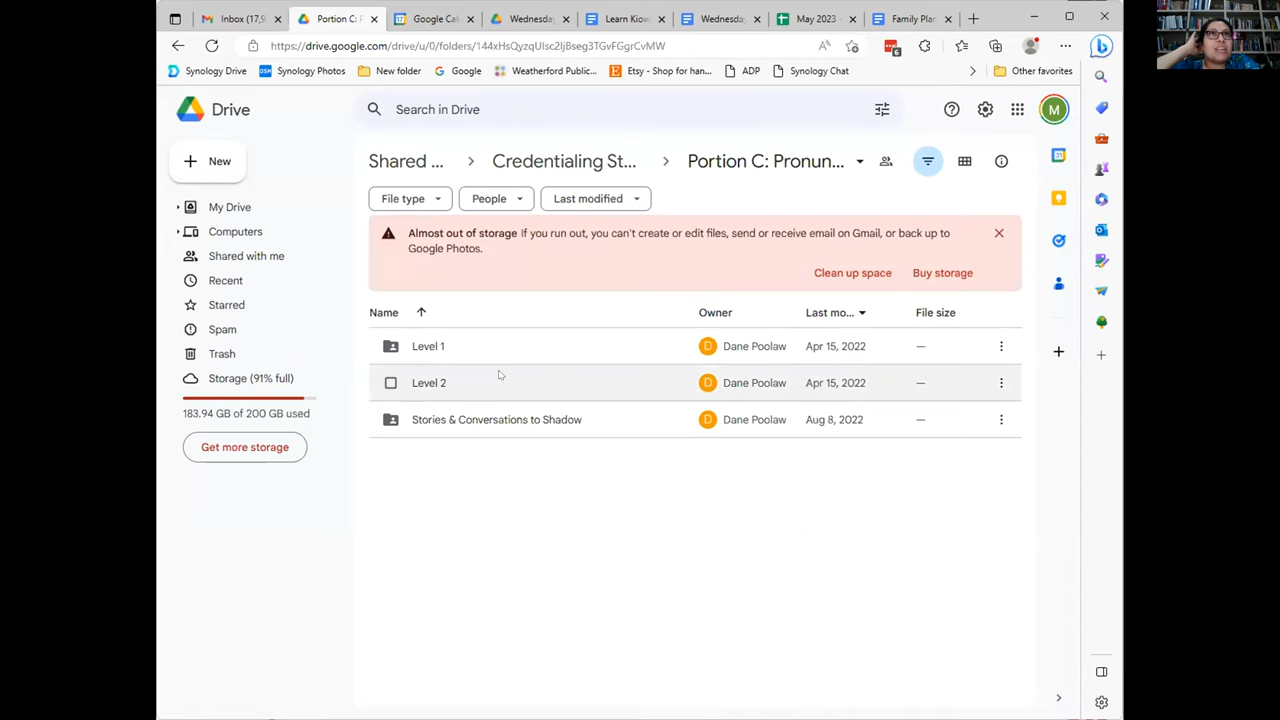 Inbox (17,9
Portion C: P
Google Cal
Wednesday
Learn Kiow
Wednesday
May 2023
Family Plan
https://drive.google.com/drive/u/0/folders/144xHsQyzqUIsc2IjBseg3TGvFGgrCvMW
6
Synology Drive
DSM
Synology Photos
New folder
Google
Weatherford Public...
Etsy - Shop for han...
ADP
Synology Chat
Other favorites
Drive
Search in Drive
M
New
Shared ...
Credentialing St...
Portion C: Pronun...
File type
People
Last modified
My Drive
Computers
Shared with me
Recent
Starred
Spam
Trash
Storage (91% full)
183.94 GB of 200 GB used
Get more storage
Almost out of storage If you run out, you can't create or edit files, send or receive email on Gmail, or back up to
Google Photos.
Clean up space
Buy storage
Name
Owner
Last mo...
File size
Level 1
D
Dane Poolaw
Apr 15, 2022
—
Level 2
D
Dane Poolaw
Apr 15, 2022
—
Stories & Conversations to Shadow
D
Dane Poolaw
Aug 8, 2022
—